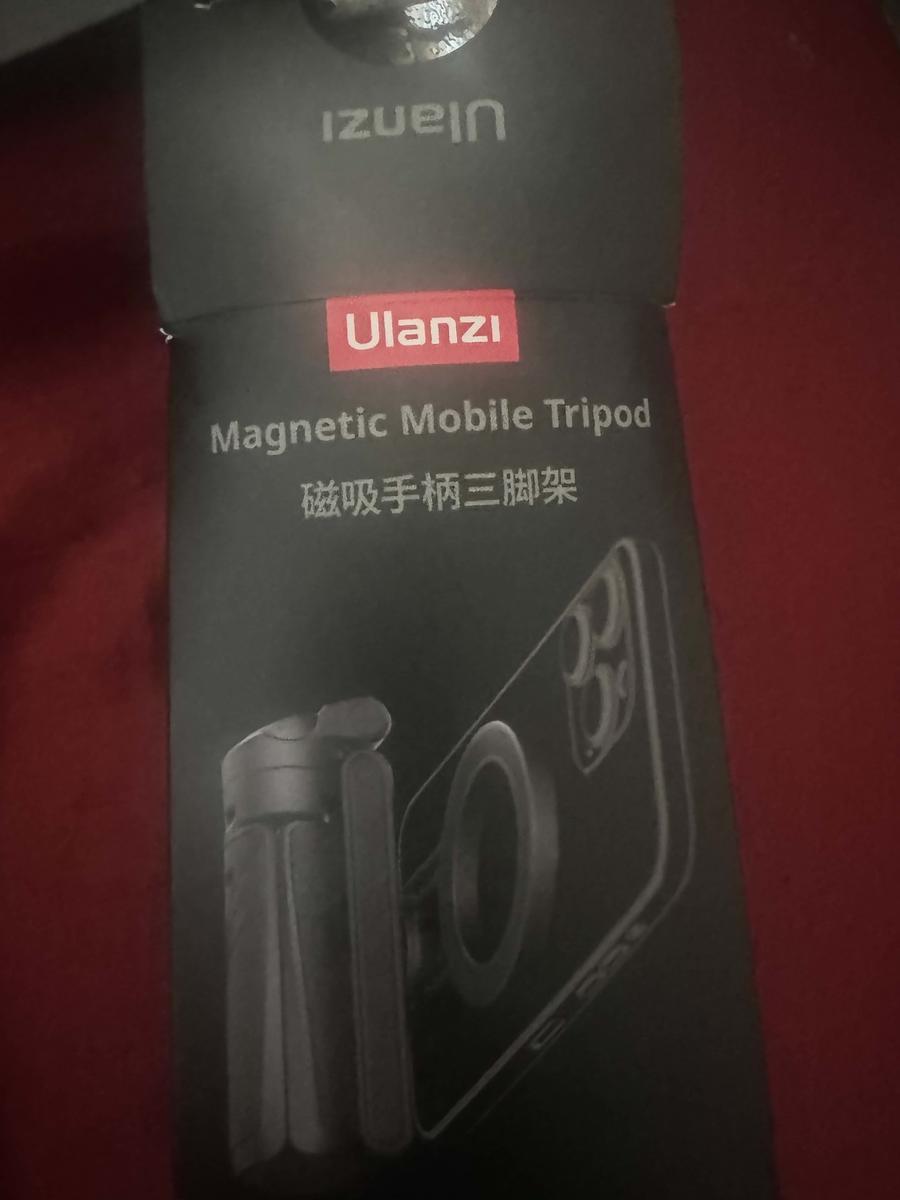 Ulanzi
Ulanzi
Magnetic Mobile Tripod
磁吸手柄三脚架